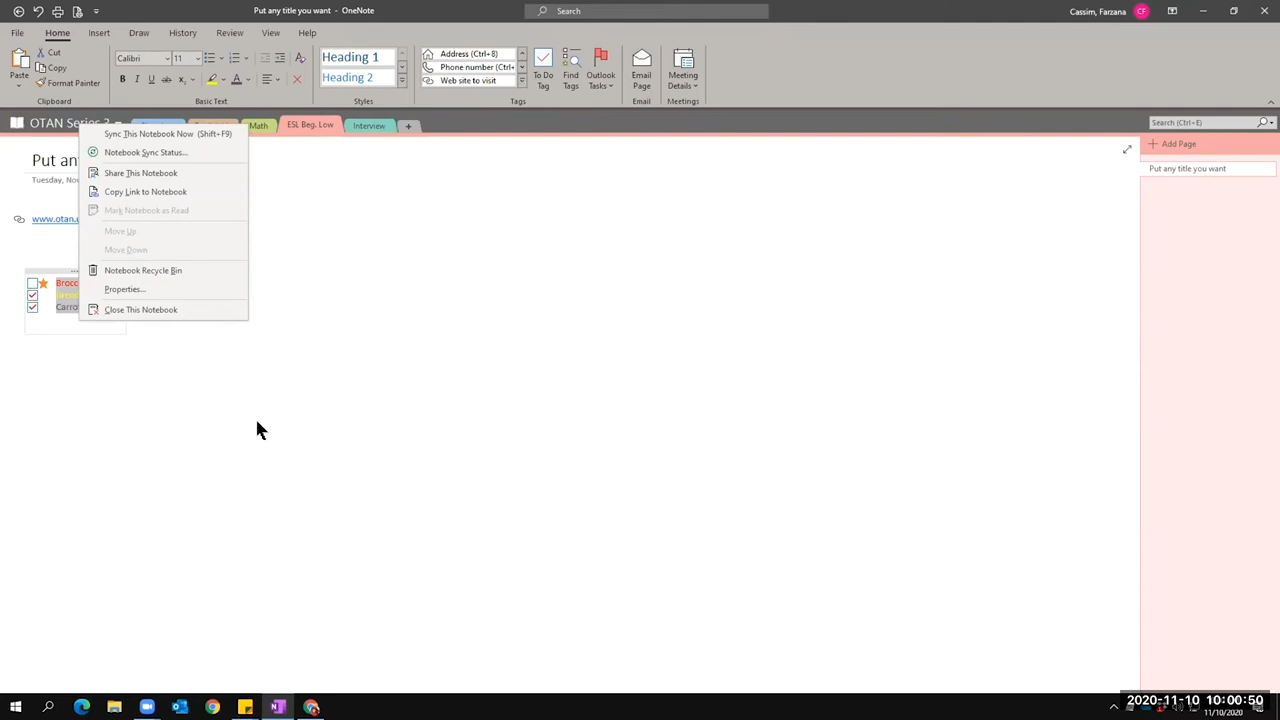 Put any title you want - OneNote
Search
Cassim, Farzana
CF
File Home Insert Draw History Review View Help
Paste
Cut
Copy
Format Painter
Clipboard
Calibri 11
B I U ab
Basic Text
Heading 1
Heading 2
Styles
Address (Ctrl+8)
Phone number (Ctrl+
Web site to visit
Tags
To Do
Tag
Find
Tags
Outlook
Tasks
Email
Page
Email
Meeting
Details
Meetings
OTAN Series 3
Math
ESL Beg. Low
Interview
+
Search (Ctrl+E)
Sync This Notebook Now (Shift+F9)
Notebook Sync Status...
Share This Notebook
Copy Link to Notebook
Mark Notebook as Read
Move Up
Move Down
Notebook Recycle Bin
Properties...
Close This Notebook
Put an
Tuesday, Nov
www.otan.u
Brocc
Carro
Add Page
Put any title you want
2020-11-10 10:00:50
11/10/2020